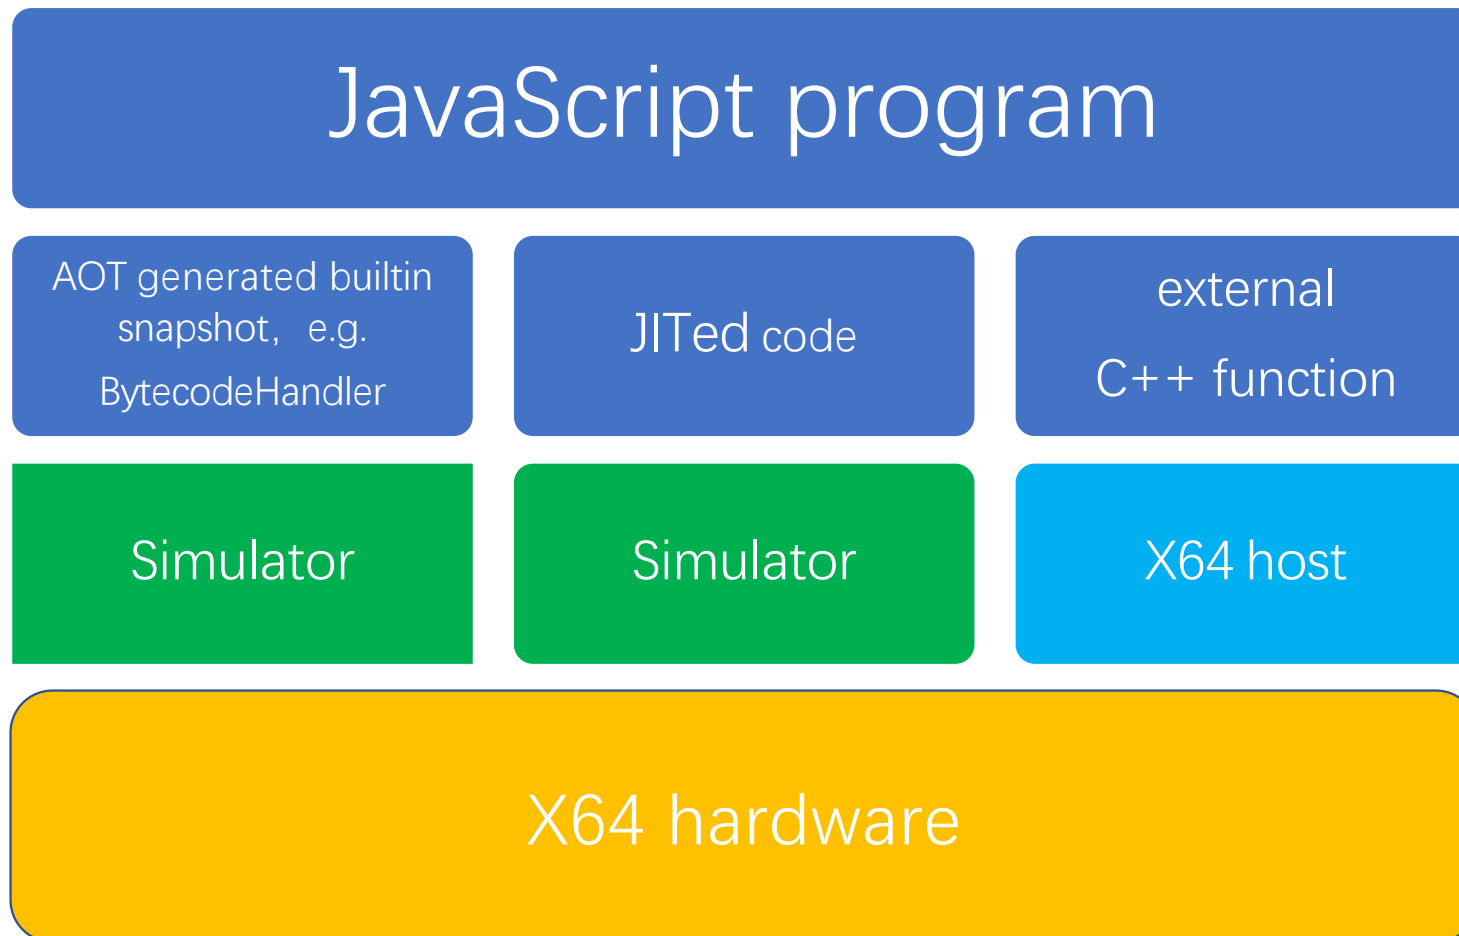 JavaScript program
AOT generated builtin
snapshot, e.g.
BytecodeHandler
JITed code
external
C++ function
Simulator
Simulator
X64 host
X64 hardware